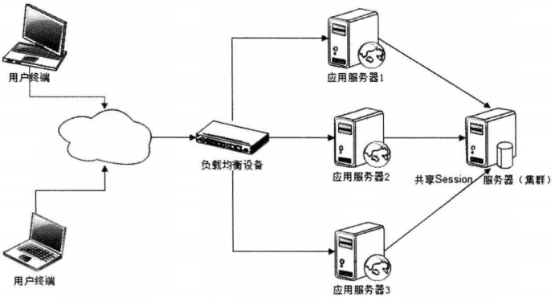 用户终端
应用服务器1
负载均衡设备
应用服务器2
共享Session 服务器（集群）
用户终端
应用服务器3